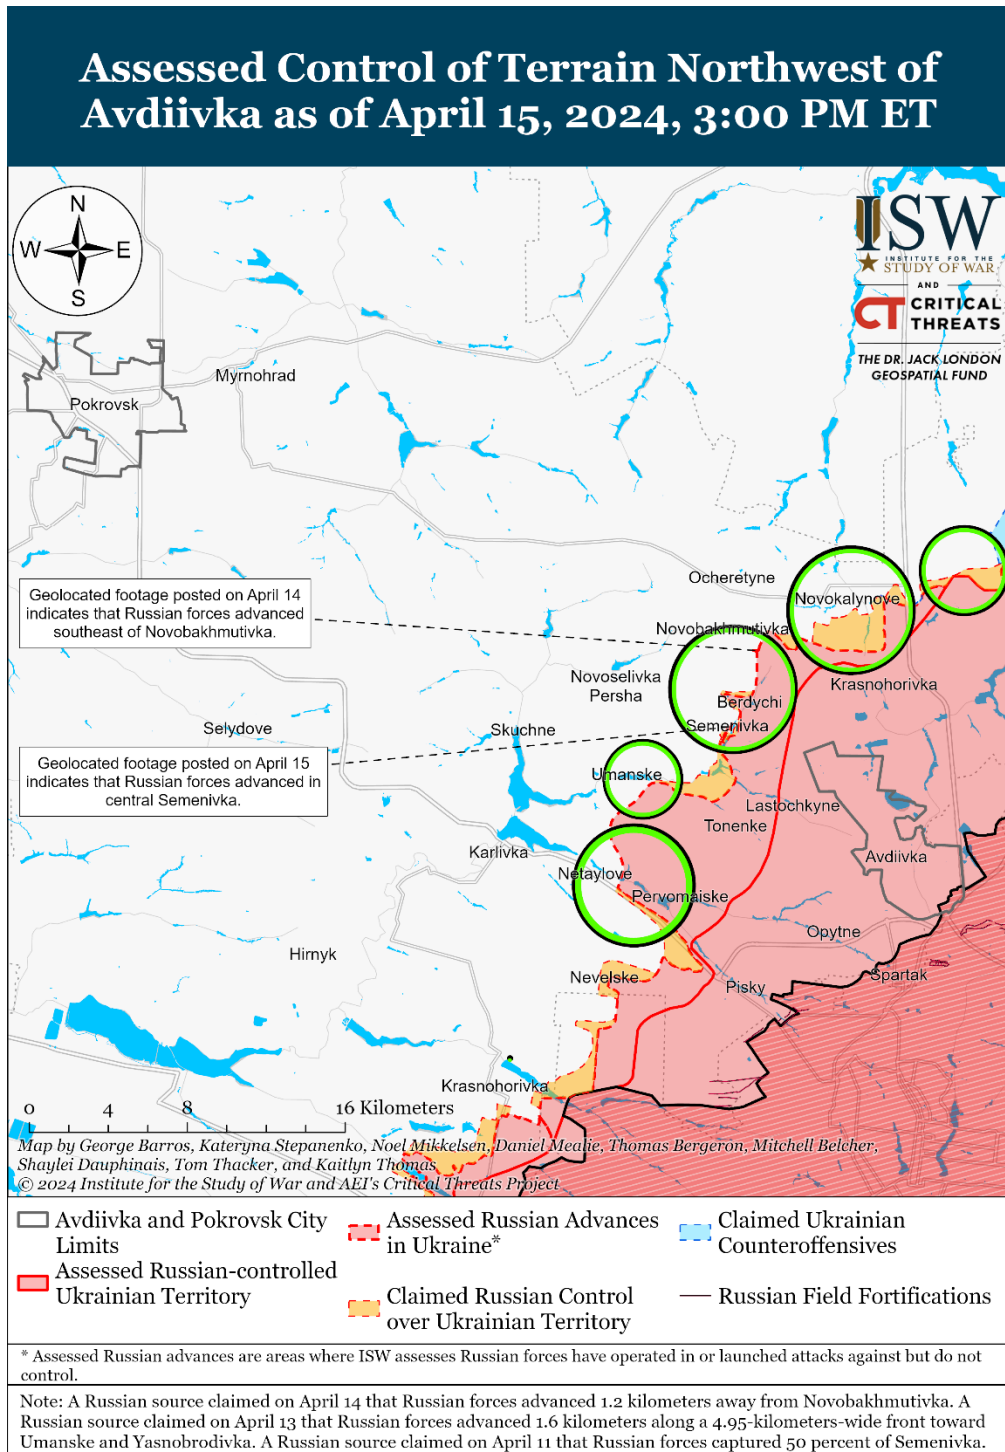 Assessed Control of Terrain Northwest of
Avdiivka as of April 15, 2024, 3:00 PM ET
N
W E
S
ISW
INSTITUTE FOR THE
STUDY OF WAR
AND
CT CRITICAL
THREATS
THE DR. JACK LONDON
GEOSPATIAL FUND
Myrnohrad
Pokrovsk
Ocheretyne
Geolocated footage posted on April 14
indicates that Russian forces advanced
southeast of Novobakhmutivka.
Novokalynove
Novobakhmutivka
Novoselivka
Persha
Krasnohorivka
Berdychi
Semenivka
Selydove
Skuchne
Geolocated footage posted on April 15
indicates that Russian forces advanced in
central Semenivka.
Umanske
Lastochkyne
Tonenke
Karlivka
Avdiivka
Netaylove
Pervomaiske
Opytne
Hirnyk
Nevelske
Pisky
Spartak
Krasnohorivka
0 4 8 16 Kilometers
Map by George Barros, Kateryna Stepanenko, Noel Mikkelsen, Daniel Mealie, Thomas Bergeron, Mitchell Belcher,
Shaylei Dauphinais, Tom Thacker, and Kaitlyn Thomas
© 2024 Institute for the Study of War and AEI's Critical Threats Project
Avdiivka and Pokrovsk City
Limits
Assessed Russian-controlled
Ukrainian Territory
Assessed Russian Advances
in Ukraine*
Claimed Russian Control
over Ukrainian Territory
Claimed Ukrainian
Counteroffensives
Russian Field Fortifications
* Assessed Russian advances are areas where ISW assesses Russian forces have operated in or launched attacks against but do not
control.
Note: A Russian source claimed on April 14 that Russian forces advanced 1.2 kilometers away from Novobakhmutivka. A
Russian source claimed on April 13 that Russian forces advanced 1.6 kilometers along a 4.95-kilometers-wide front toward
Umanske and Yasnobrodivka. A Russian source claimed on April 11 that Russian forces captured 50 percent of Semenivka.